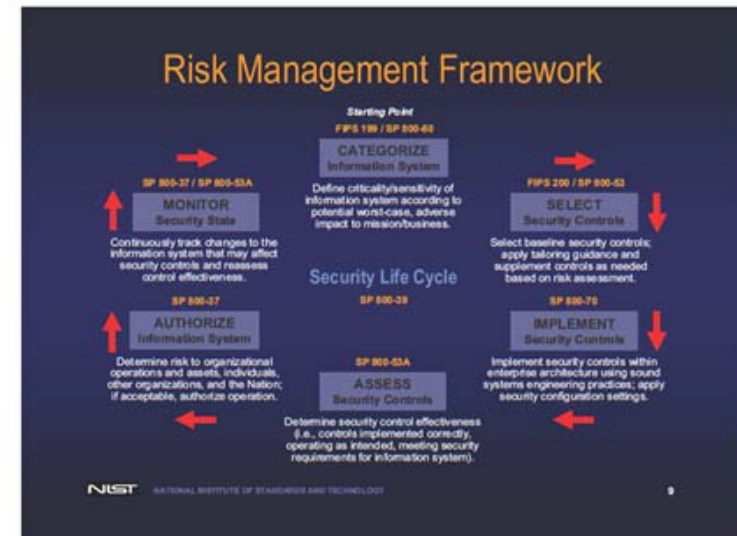 Risk Management Framework
Starting Point
FIPS 199 / SP 800-60
CATEGORIZE
Information System
Define criticality/sensitivity of
information system according to
potential worst-case, adverse
impact to mission/business.
FIPS 200 / SP 800-53
SELECT
Security Controls
Select baseline security controls;
apply tailoring guidance and
supplement controls as needed
based on risk assessment.
SP 800-70
IMPLEMENT
Security Controls
Implement security controls within
enterprise architecture using sound
systems engineering practices; apply
security configuration settings.
SP 800-53A
ASSESS
Security Controls
Determine security control effectiveness
(i.e., controls implemented correctly,
operating as intended, meeting security
requirements for information system).
SP 800-37
AUTHORIZE
Information System
Determine risk to organizational
operations and assets, individuals,
other organizations, and the Nation;
if acceptable, authorize operation.
SP 800-37 / SP 800-53A
MONITOR
Security State
Continuously track changes to the
information system that may affect
security controls and reassess
control effectiveness.
Security Life Cycle
SP 800-39
NIST NATIONAL INSTITUTE OF STANDARDS AND TECHNOLOGY
9